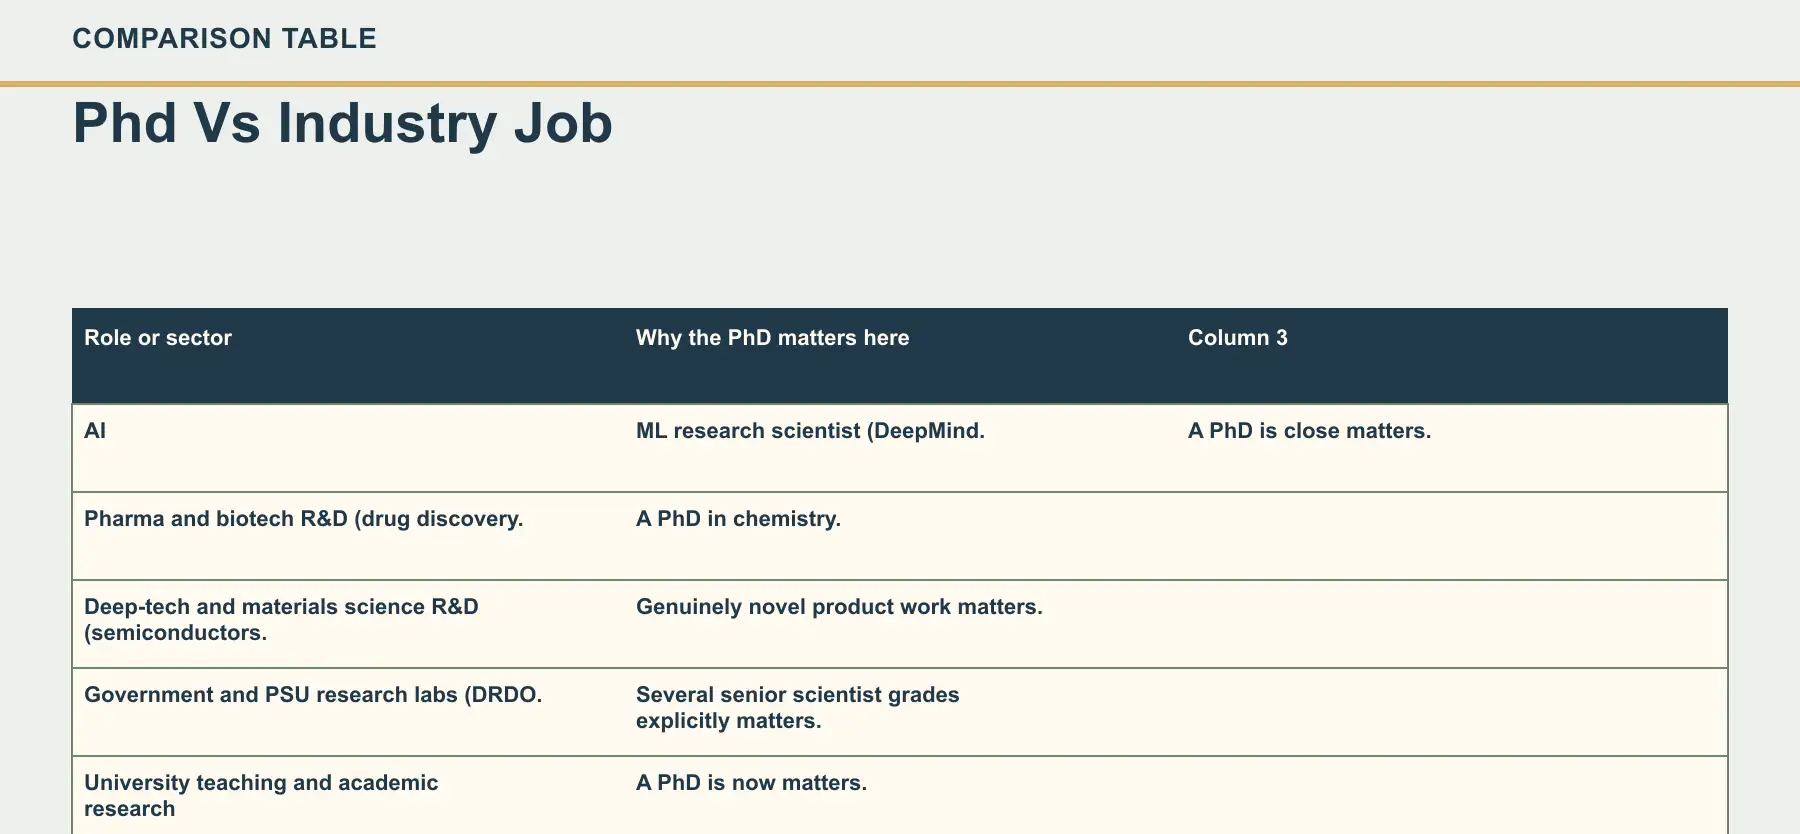 COMPARISON TABLE
Phd Vs Industry Job
Role or sector
Why the PhD matters here
Column 3
AI
ML research scientist (DeepMind.
A PhD is close matters.
Pharma and biotech R&D (drug discovery.
A PhD in chemistry.
Deep-tech and materials science R&D
(semiconductors.
Genuinely novel product work matters.
Government and PSU research labs (DRDO.
Several senior scientist grades
explicitly matters.
University teaching and academic
research
A PhD is now matters.